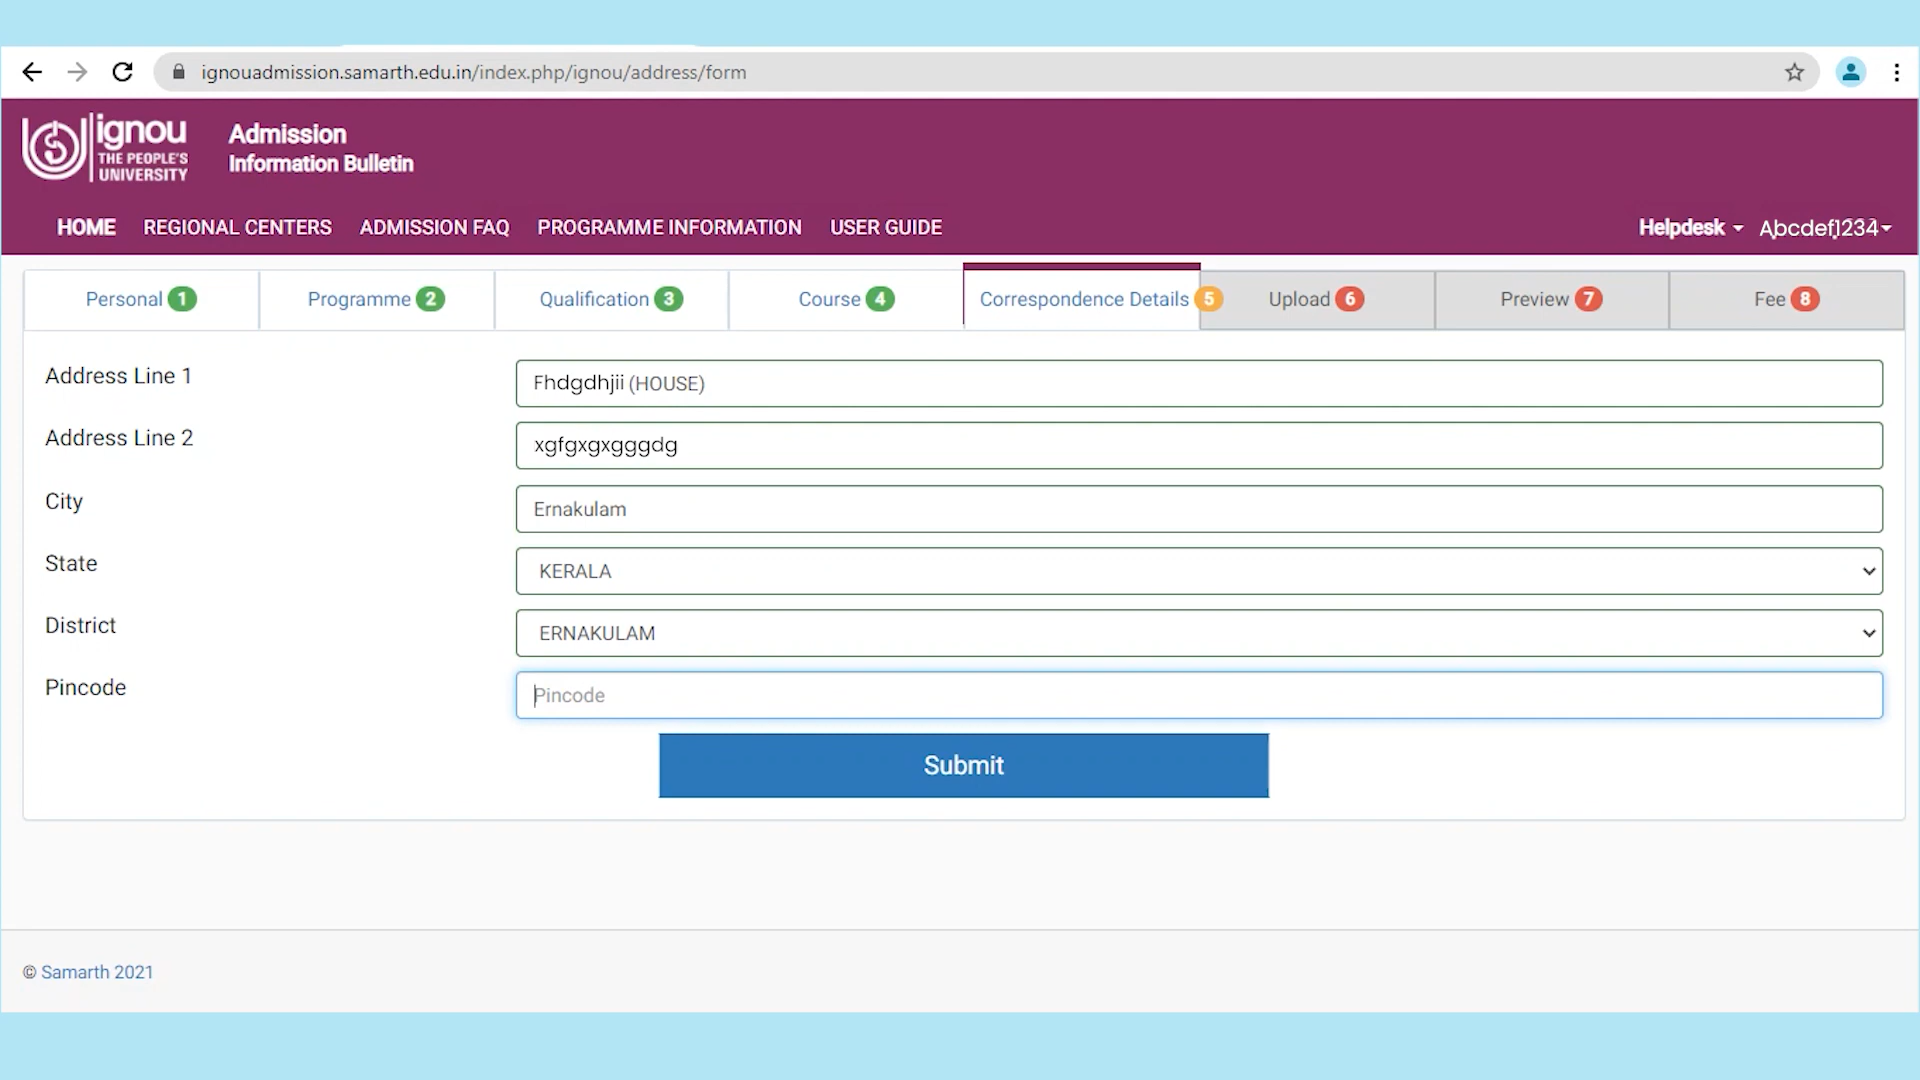 ignouadmission.samarth.edu.in/index.php/ignou/address/form
ignou
THE PEOPLE'S
UNIVERSITY
Admission
Information Bulletin
HOME REGIONAL CENTERS ADMISSION FAQ PROGRAMME INFORMATION USER GUIDE Helpdesk Abcdef1234
Personal 1 Programme 2 Qualification 3 Course 4 Correspondence Details 5 Upload 6 Preview 7 Fee 8
Address Line 1 Fhdgdhjii (HOUSE)
Address Line 2 xgfgxgxgggdg
City Ernakulam
State KERALA
District ERNAKULAM
Pincode Pincode
Submit
© Samarth 2021